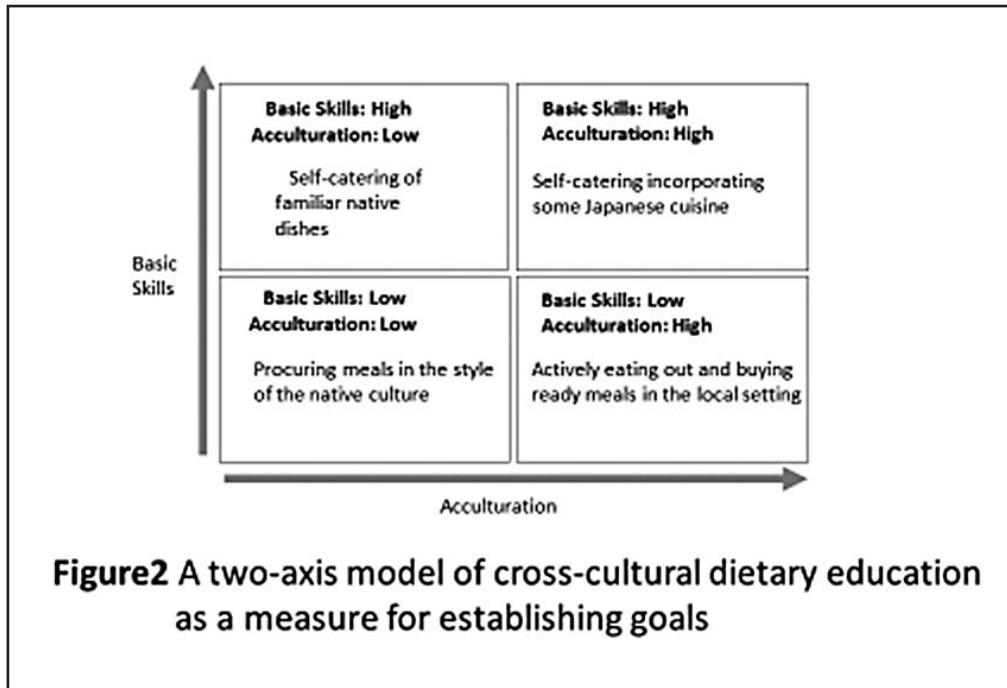 Basic Skills: High
Acculturation: Low
Self-catering of
familiar native
dishes
Basic Skills: High
Acculturation: High
Self-catering incorporating
some Japanese cuisine
Basic
Skills
Basic Skills: Low
Acculturation: Low
Procuring meals in the style
of the native culture
Basic Skills: Low
Acculturation: High
Actively eating out and buying
ready meals in the local setting
Acculturation
Figure2 A two-axis model of cross-cultural dietary education
as a measure for establishing goals